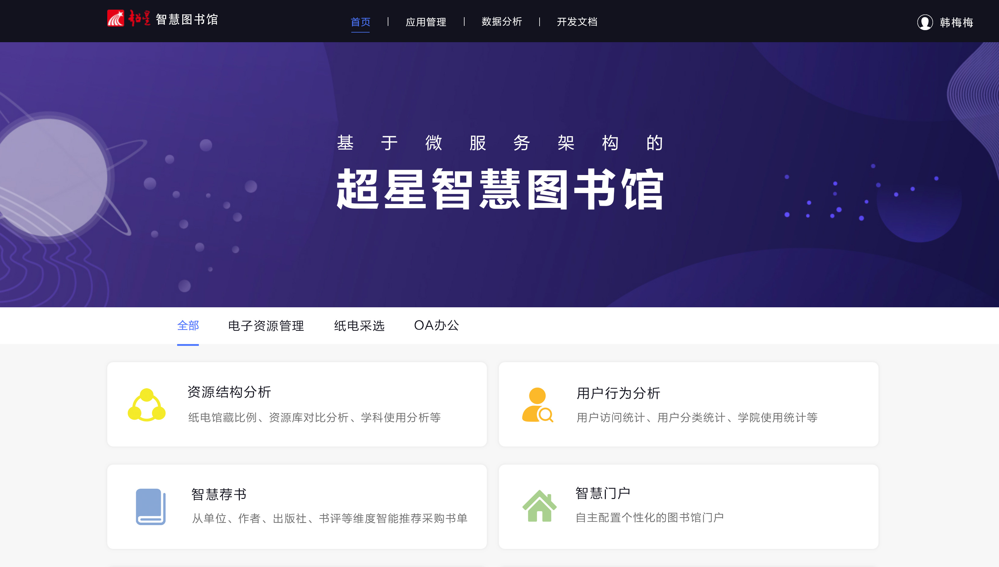 超星 智慧图书馆
首页 | 应用管理 | 数据分析 | 开发文档
韩梅梅
基于微服务架构的
超星智慧图书馆
全部 电子资源管理 纸电采选 OA办公
资源结构分析
纸电馆藏比例、资源库对比分析、学科使用分析等
用户行为分析
用户访问统计、用户分类统计、学院使用统计等
智慧荐书
从单位、作者、出版社、书评等维度智能推荐采购书单
智慧门户
自主配置个性化的图书馆门户